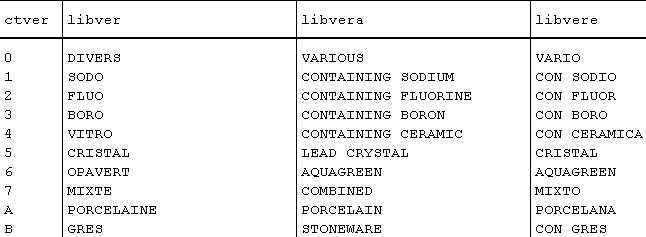 ctver libver libvera libvere
0 DIVERS VARIOUS VARIO
1 SODO CONTAINING SODIUM CON SODIO
2 FLUO CONTAINING FLUORINE CON FLUOR
3 BORO CONTAINING BORON CON BORO
4 VITRO CONTAINING CERAMIC CON CERAMICA
5 CRISTAL LEAD CRYSTAL CRISTAL
6 OPAVERT AQUAGREEN AQUAGREEN
7 MIXTE COMBINED MIXTO
A PORCELAINE PORCELAIN PORCELANA
B GRES STONEWARE CON GRES